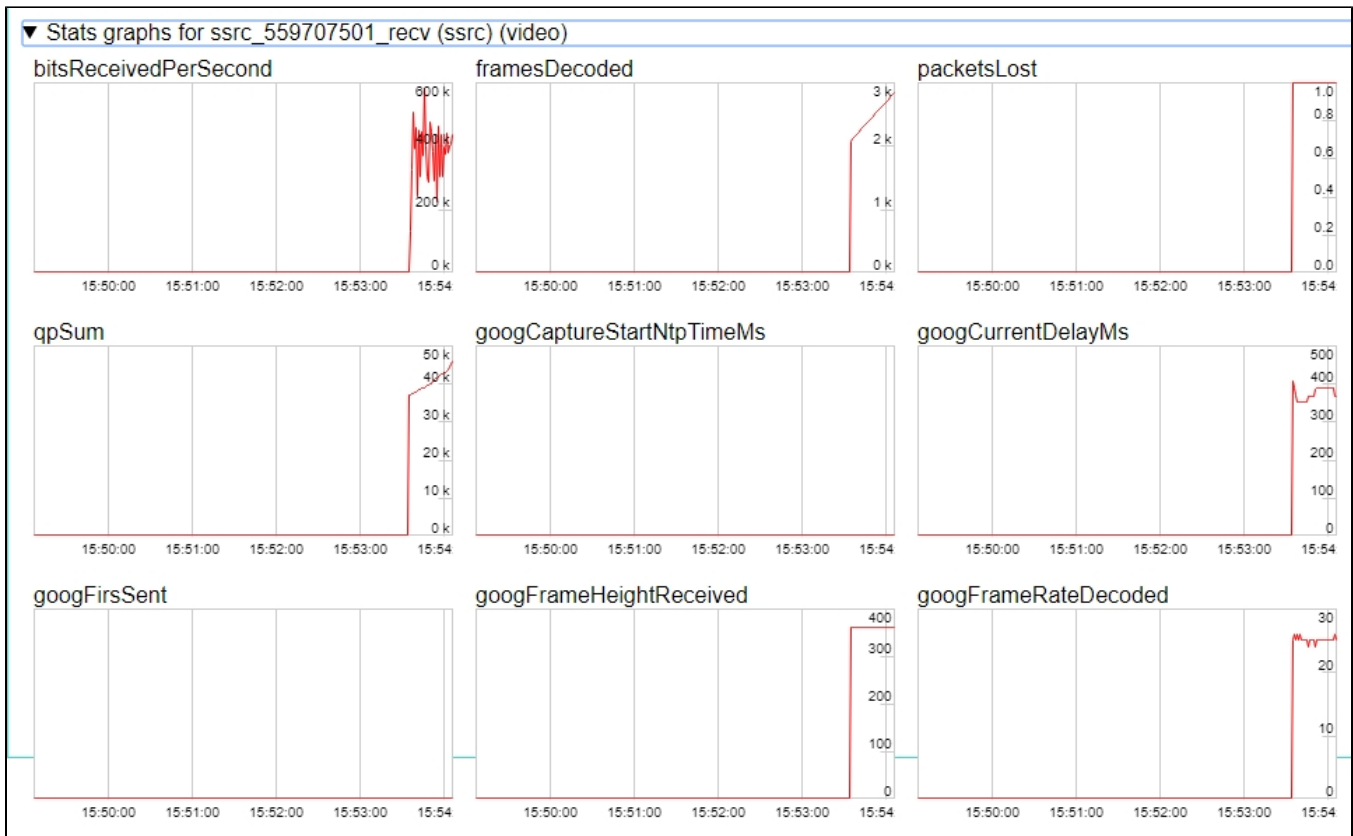 ▼ Stats graphs for ssrc_559707501_recv (ssrc) (video)
bitsReceivedPerSecond
600 k
400 k
200 k
0 k
15:50:00 15:51:00 15:52:00 15:53:00 15:54
framesDecoded
3 k
2 k
1 k
0 k
15:50:00 15:51:00 15:52:00 15:53:00 15:54
packetsLost
1.0
0.8
0.6
0.4
0.2
0.0
15:50:00 15:51:00 15:52:00 15:53:00 15:54
qpSum
50 k
40 k
30 k
20 k
10 k
0 k
15:50:00 15:51:00 15:52:00 15:53:00 15:54
googCaptureStartNtpTimeMs
15:50:00 15:51:00 15:52:00 15:53:00 15:54
googCurrentDelayMs
500
400
300
200
100
0
15:50:00 15:51:00 15:52:00 15:53:00 15:54
googFirsSent
15:50:00 15:51:00 15:52:00 15:53:00 15:54
googFrameHeightReceived
400
300
200
100
0
15:50:00 15:51:00 15:52:00 15:53:00 15:54
googFrameRateDecoded
30
20
10
0
15:50:00 15:51:00 15:52:00 15:53:00 15:54